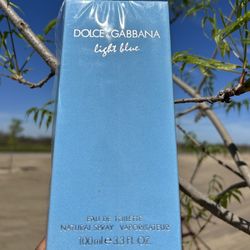 DOLCE&GABBANA
light blue
EAU DE TOILETTE
NATURAL SPRAY VAPORISATEUR
100ml e 3.3 FL.OZ.